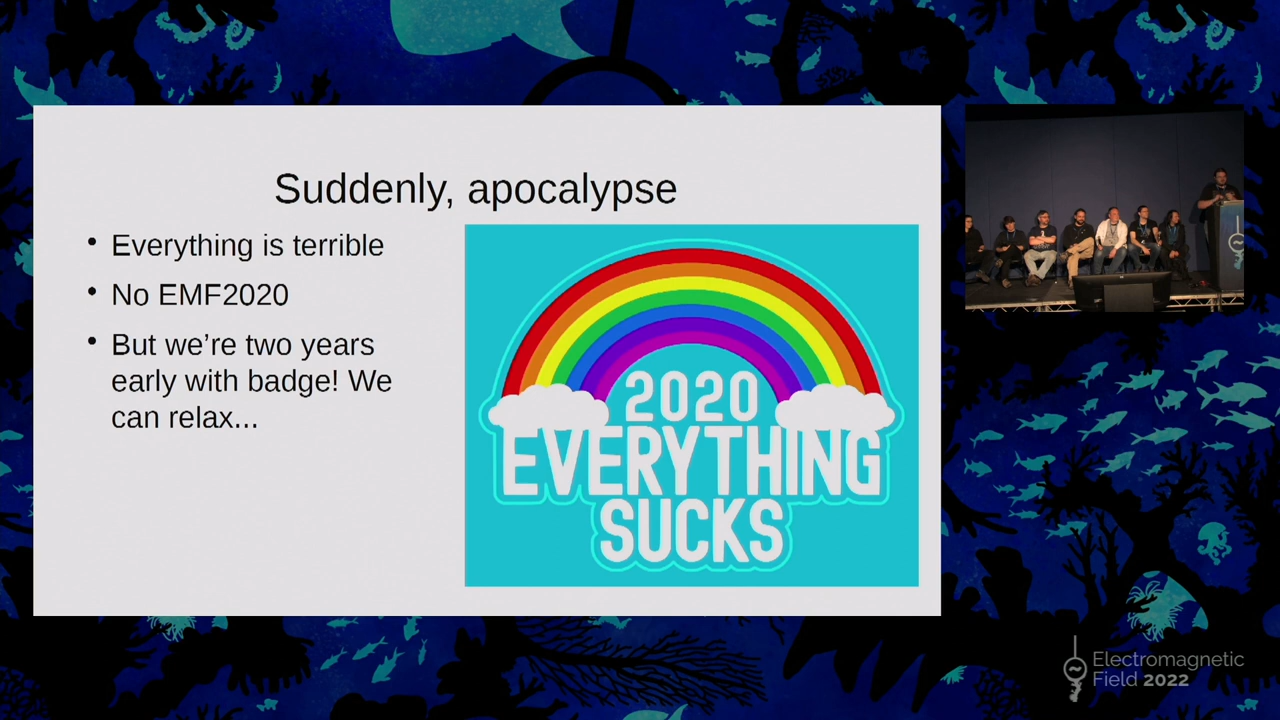 Suddenly, apocalypse
• Everything is terrible
• No EMF2020
• But we're two years
early with badge! We
can relax...
2020
EVERYTHING
SUCKS
Electromagnetic
Field 2022